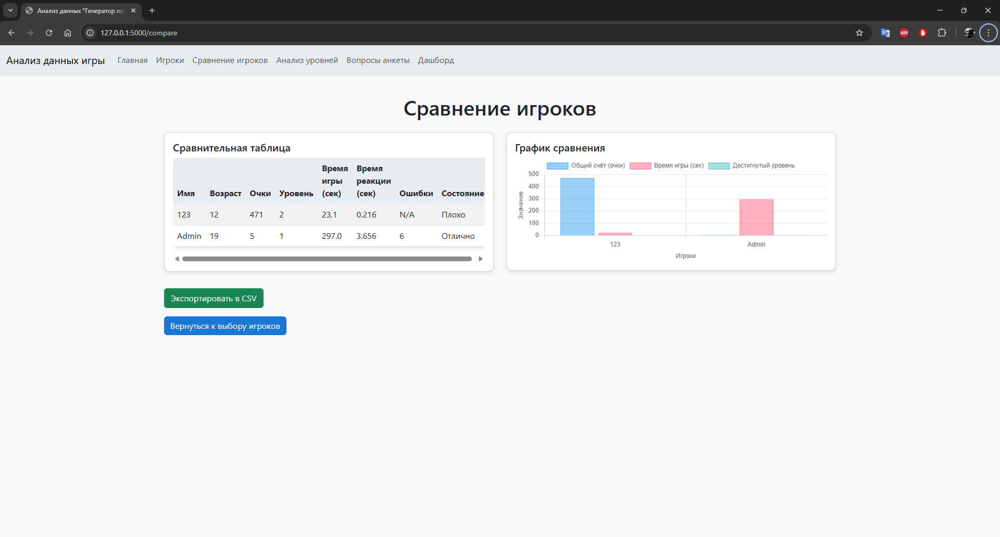 Анализ данных "Генератор ла
127.0.0.1:5000/compare
ABP
Анализ данных игры Главная Игроки Сравнение игроков Анализ уровней Вопросы анкеты Дашборд
Сравнение игроков
Сравнительная таблица
Имя Возраст Очки Уровень Время игры (сек) Время реакции (сек) Ошибки Состояние
123 12 471 2 23.1 0.216 N/A Плохо
Admin 19 5 1 297.0 3.656 6 Отлично
График сравнения
Общий счёт (очки) Время игры (сек) Достигнутый уровень
500
400
300
200
100
0
Значение
123 Admin
Игроки
Экспортировать в CSV
Вернуться к выбору игроков